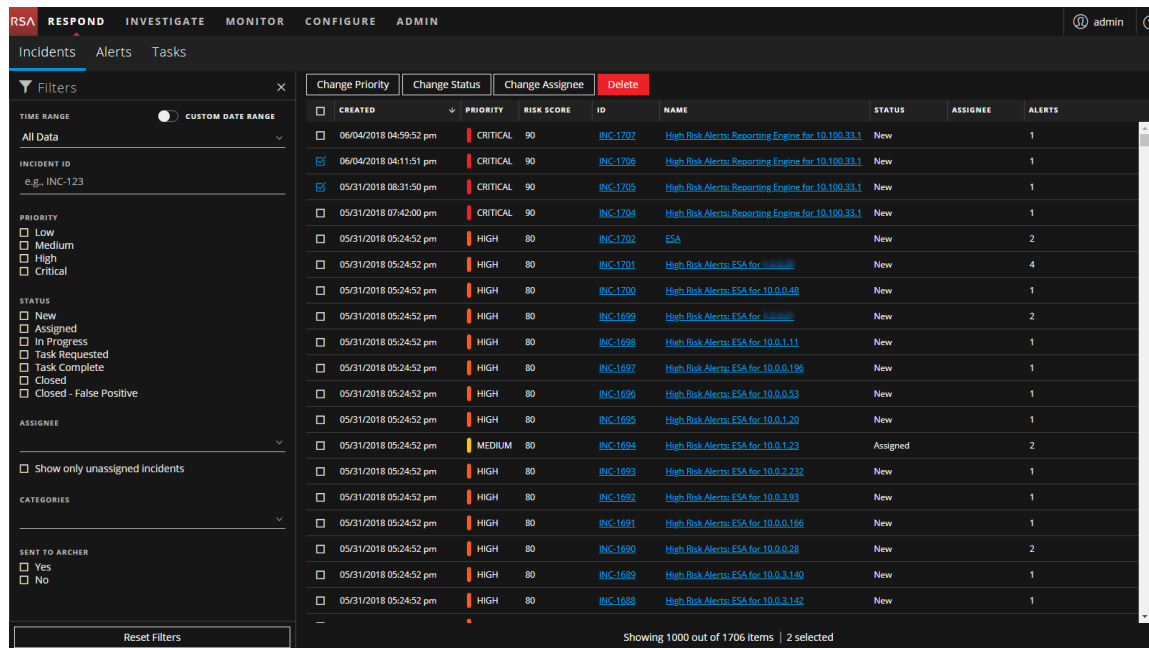 RSA RESPOND INVESTIGATE MONITOR CONFIGURE ADMIN admin
Incidents Alerts Tasks
Filters ×
TIME RANGE CUSTOM DATE RANGE
All Data
INCIDENT ID
e.g., INC-123
PRIORITY
Low
Medium
High
Critical
STATUS
New
Assigned
In Progress
Task Requested
Task Complete
Closed
Closed - False Positive
ASSIGNEE
Show only unassigned incidents
CATEGORIES
SENT TO ARCHER
Yes
No
Reset Filters
Change Priority Change Status Change Assignee Delete
CREATED PRIORITY RISK SCORE ID NAME STATUS ASSIGNEE ALERTS
06/04/2018 04:59:52 pm CRITICAL 90 INC-1707 High Risk Alerts: Reporting Engine for 10.100.33.1 New 1
06/04/2018 04:11:51 pm CRITICAL 90 INC-1706 High Risk Alerts: Reporting Engine for 10.100.33.1 New 1
05/31/2018 08:31:50 pm CRITICAL 90 INC-1705 High Risk Alerts: Reporting Engine for 10.100.33.1 New 1
05/31/2018 07:42:00 pm CRITICAL 90 INC-1704 High Risk Alerts: Reporting Engine for 10.100.33.1 New 1
05/31/2018 05:24:52 pm HIGH 80 INC-1702 ESA New 2
05/31/2018 05:24:52 pm HIGH 80 INC-1701 High Risk Alerts: ESA for New 4
05/31/2018 05:24:52 pm HIGH 80 INC-1700 High Risk Alerts: ESA for 10.0.0.48 New 1
05/31/2018 05:24:52 pm HIGH 80 INC-1699 High Risk Alerts: ESA for New 2
05/31/2018 05:24:52 pm HIGH 80 INC-1698 High Risk Alerts: ESA for 10.0.1.11 New 1
05/31/2018 05:24:52 pm HIGH 80 INC-1697 High Risk Alerts: ESA for 10.0.0.196 New 1
05/31/2018 05:24:52 pm HIGH 80 INC-1696 High Risk Alerts: ESA for 10.0.0.53 New 1
05/31/2018 05:24:52 pm HIGH 80 INC-1695 High Risk Alerts: ESA for 10.0.1.20 New 1
05/31/2018 05:24:52 pm MEDIUM 80 INC-1694 High Risk Alerts: ESA for 10.0.1.23 Assigned 2
05/31/2018 05:24:52 pm HIGH 80 INC-1693 High Risk Alerts: ESA for 10.0.2.232 New 1
05/31/2018 05:24:52 pm HIGH 80 INC-1692 High Risk Alerts: ESA for 10.0.3.93 New 1
05/31/2018 05:24:52 pm HIGH 80 INC-1691 High Risk Alerts: ESA for 10.0.0.166 New 1
05/31/2018 05:24:52 pm HIGH 80 INC-1690 High Risk Alerts: ESA for 10.0.0.28 New 2
05/31/2018 05:24:52 pm HIGH 80 INC-1689 High Risk Alerts: ESA for 10.0.3.140 New 1
05/31/2018 05:24:52 pm HIGH 80 INC-1688 High Risk Alerts: ESA for 10.0.3.142 New 1
Showing 1000 out of 1706 items | 2 selected